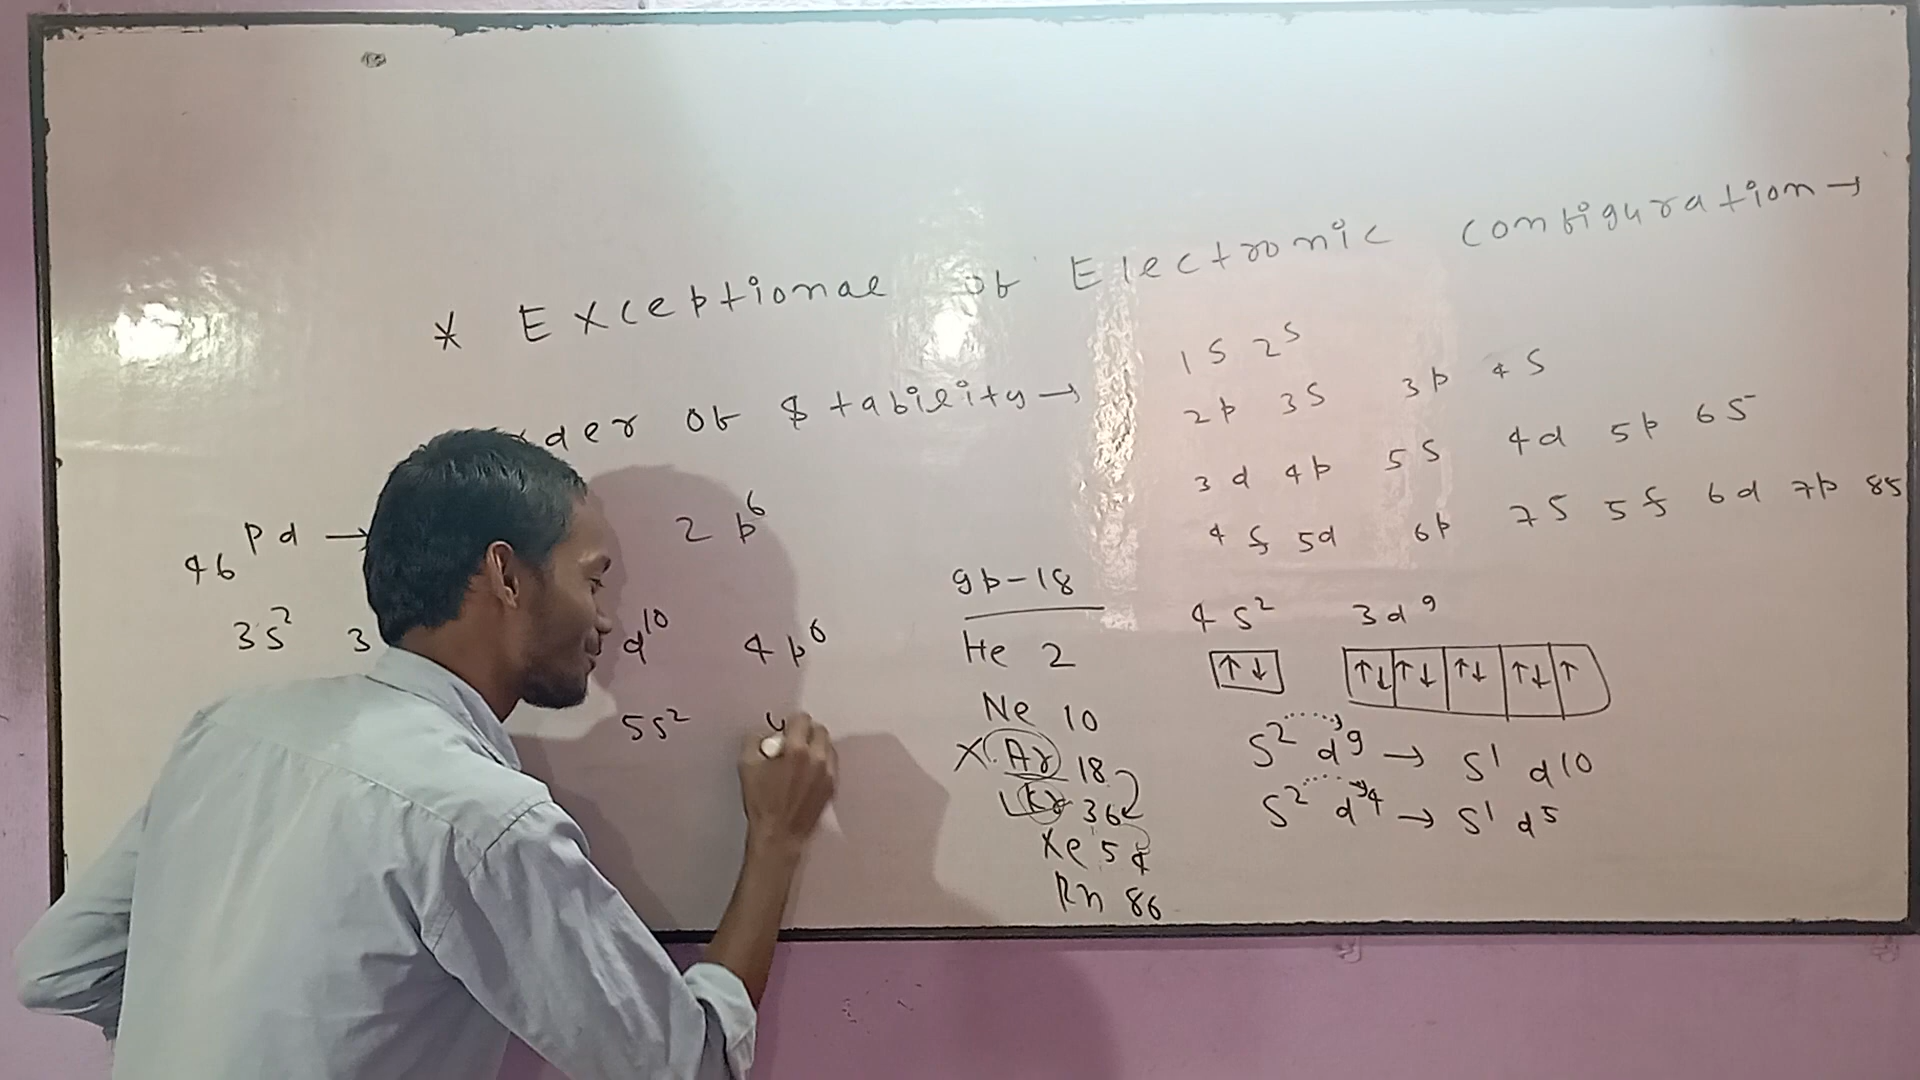 * Exceptional of Electronic Configuration →
der of Stability →
1s 2s
2p 3s 3p 4s
3d 4p 5s 4d 5p 6s
4f 5d 6p 7s 5f 6d 7p 8s
46 Pd → 2p⁶
3s² 3 d¹⁰ 4p⁶
5s² 4
gp-18
He 2
Ne 10
X Ar 18
Kr 36
Xe 54
Rn 86
4s² 3d⁹
↑↓ ↑↓ ↑↓ ↑↓ ↑↓ ↑
s² d⁹ → s¹ d¹⁰
s² d⁴ → s¹ d⁵